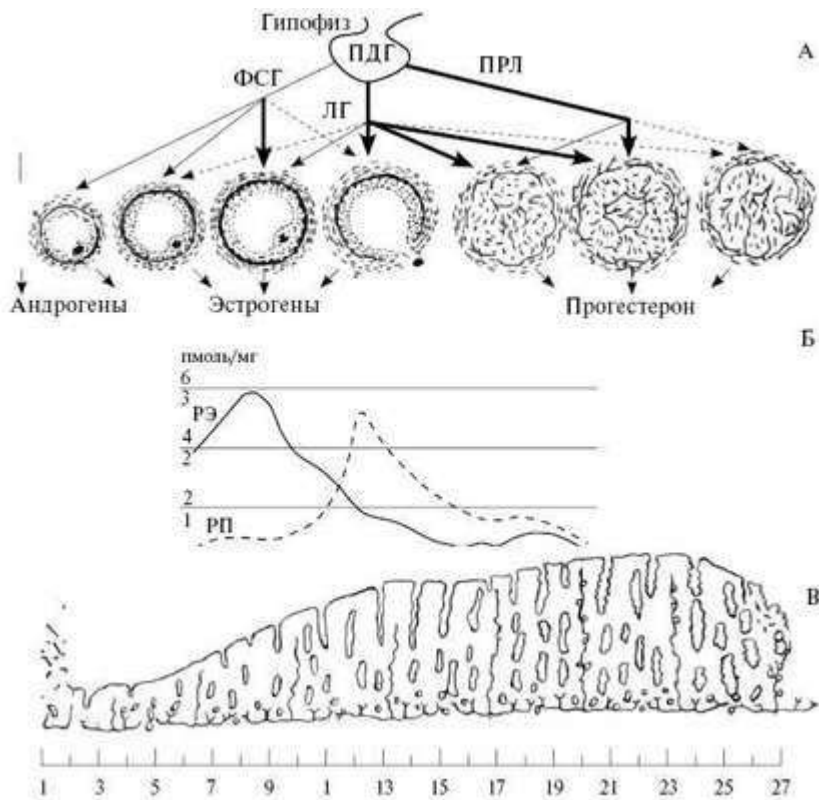 Гипофиз
ПДГ
А
ПРЛ
ФСГ
ЛГ
Андрогены Эстрогены Прогестерон
Б
пмоль/мг
6
3
РЭ
4
2
2
1 РП
В
1 3 5 7 9 1 13 15 17 19 20 21 23 25 27